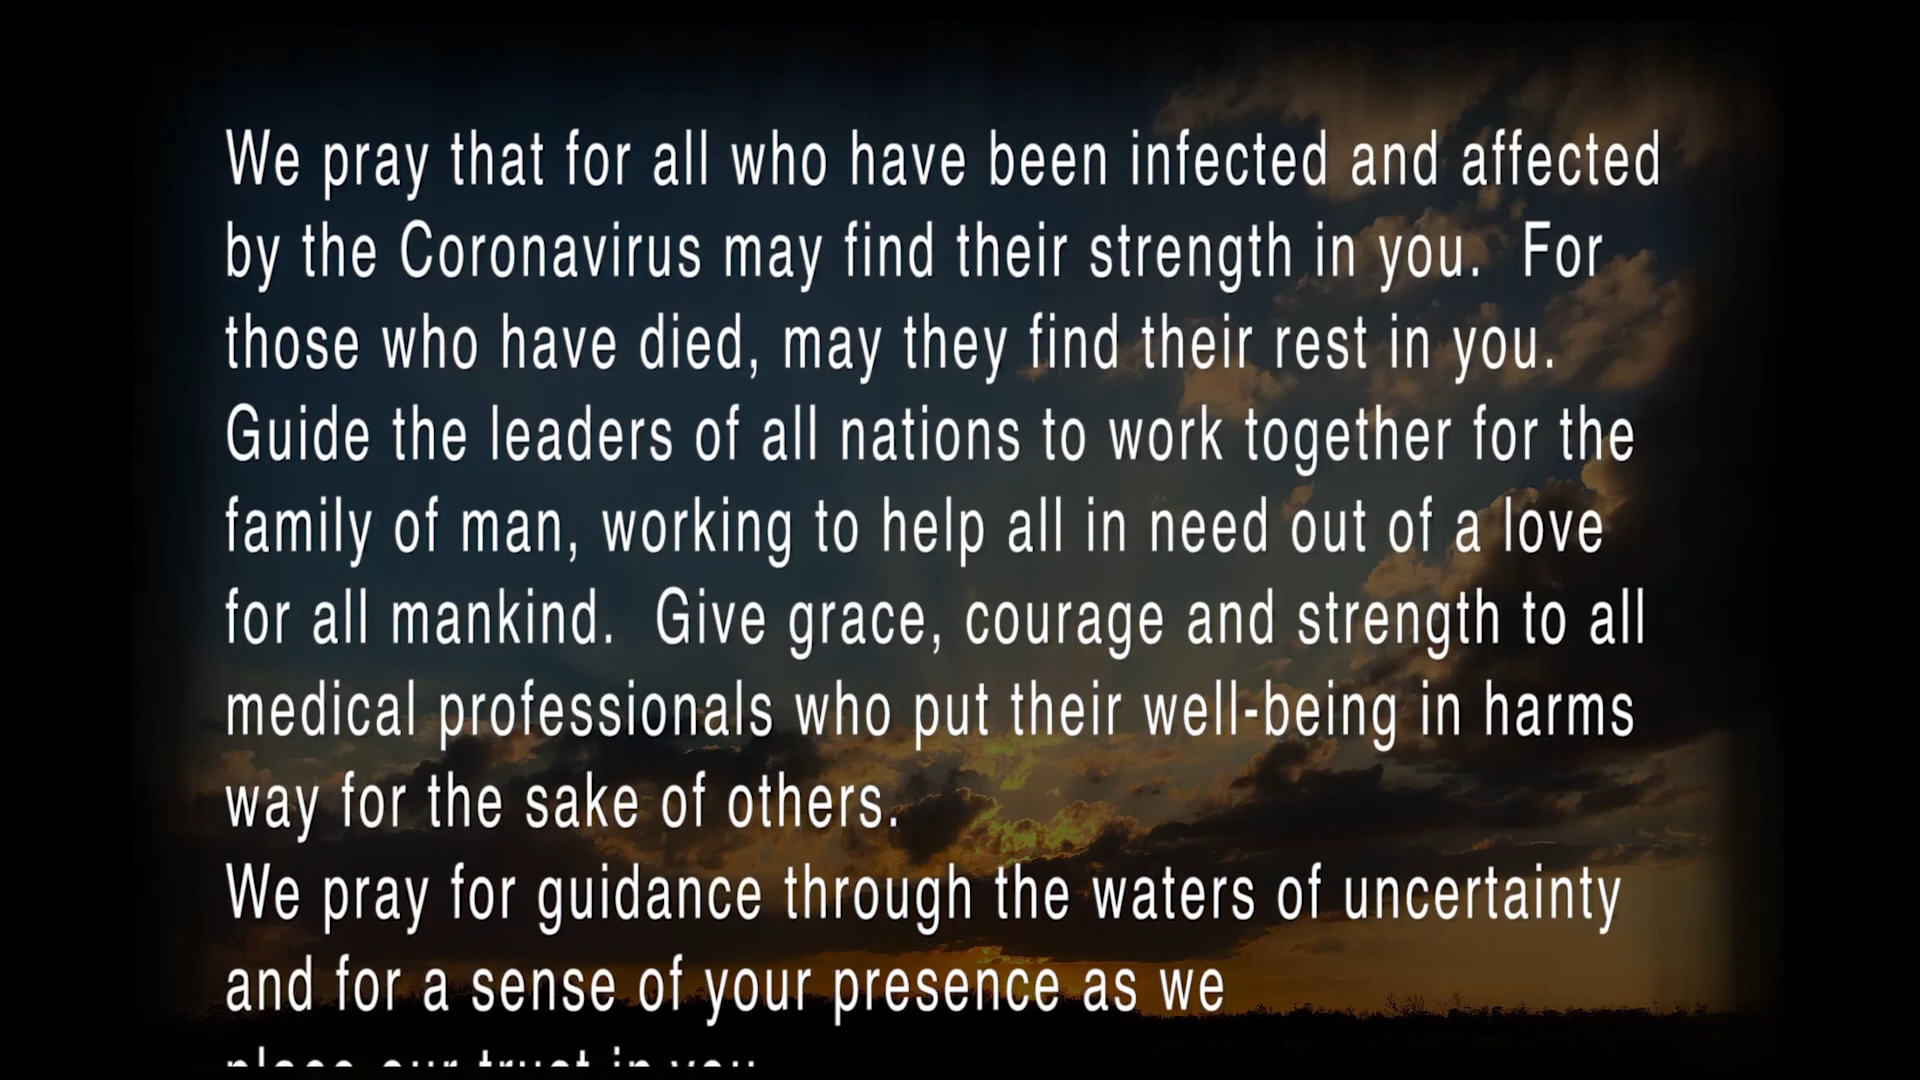 We pray that for all who have been infected and affected
by the Coronavirus may find their strength in you.  For
those who have died, may they find their rest in you.
Guide the leaders of all nations to work together for the
family of man, working to help all in need out of a love
for all mankind.  Give grace, courage and strength to all
medical professionals who put their well-being in harms
way for the sake of others.
We pray for guidance through the waters of uncertainty
and for a sense of your presence as we
place our trust in you